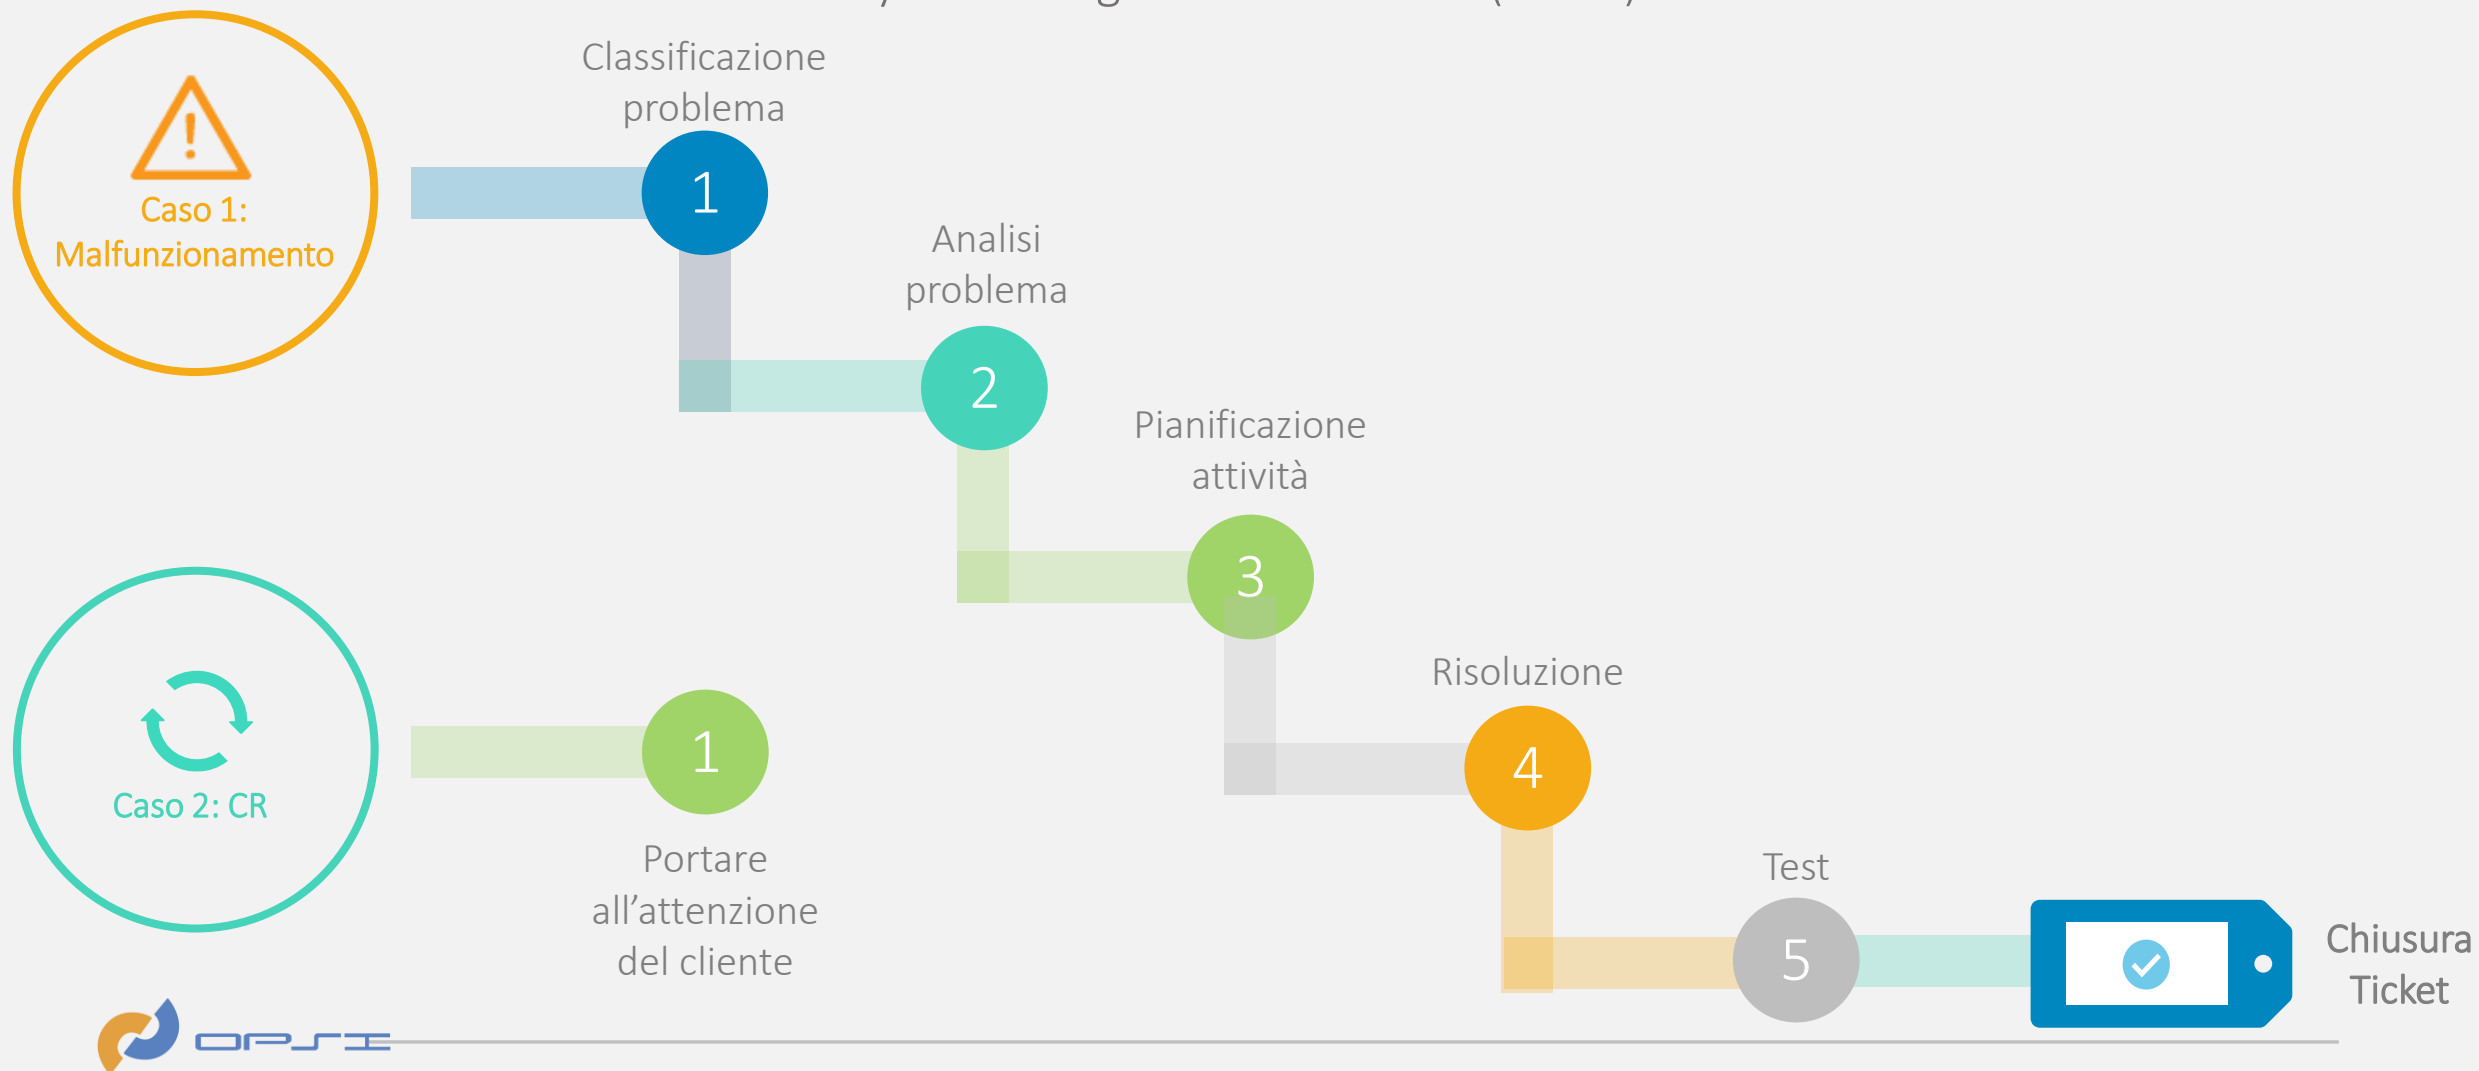 Classificazione
problema
1
Caso 1:
Malfunzionamento
Analisi
problema
2
Pianificazione
attività
3
Risoluzione
4
Caso 2: CR
1
Portare
all’attenzione
del cliente
Test
5
Chiusura
Ticket
OPSI